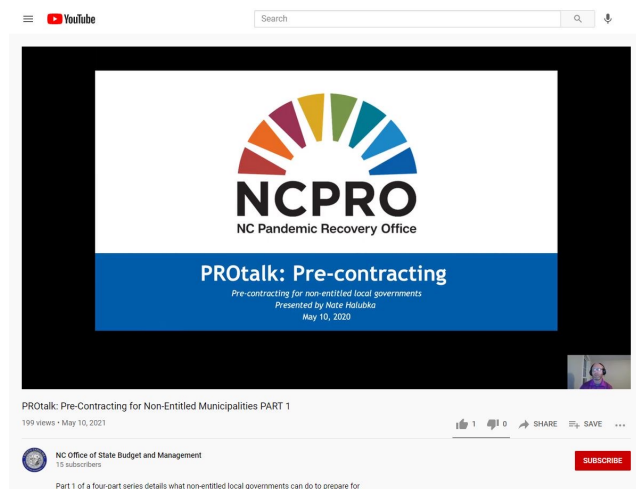 YouTube
Search
NCPRO
NC Pandemic Recovery Office
PROtalk: Pre-contracting
Pre-contracting for non-entitled local governments
Presented by Nate Halubka
May 10, 2020
PROtalk: Pre-Contracting for Non-Entitled Municipalities PART 1
199 views • May 10, 2021
1 0 SHARE SAVE
NC Office of State Budget and Management
15 subscribers
SUBSCRIBE
Part 1 of a four-part series details what non-entitled local governments can do to prepare for